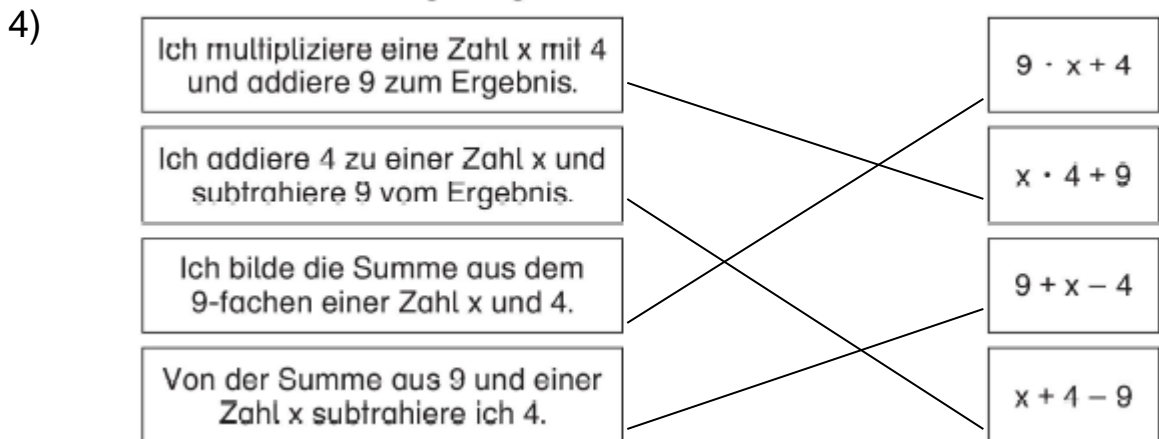 4)
Ich multipliziere eine Zahl x mit 4
und addiere 9 zum Ergebnis.
9 · x + 4
Ich addiere 4 zu einer Zahl x und
subtrahiere 9 vom Ergebnis.
x · 4 + 9
Ich bilde die Summe aus dem
9-fachen einer Zahl x und 4.
9 + x – 4
Von der Summe aus 9 und einer
Zahl x subtrahiere ich 4.
x + 4 – 9